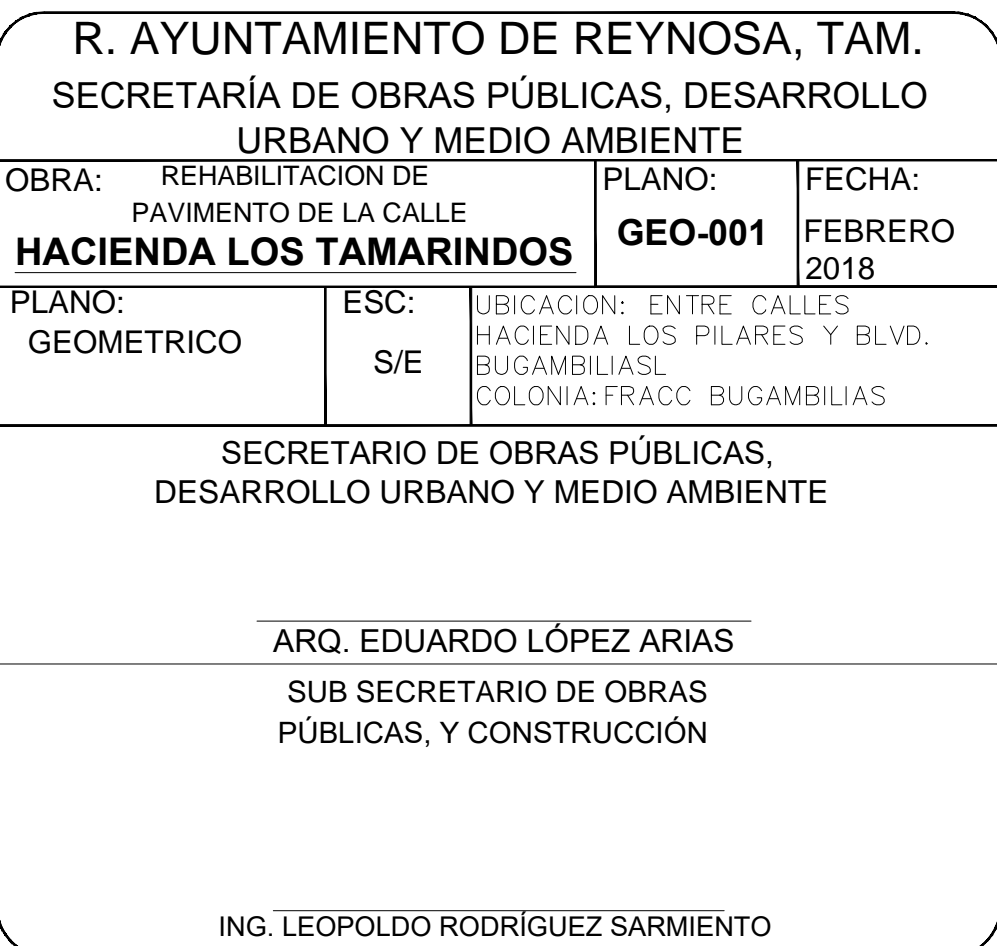 R. AYUNTAMIENTO DE REYNOSA, TAM.
SECRETARÍA DE OBRAS PÚBLICAS, DESARROLLO
URBANO Y MEDIO AMBIENTE
OBRA:
REHABILITACION DE
PAVIMENTO DE LA CALLE
HACIENDA LOS TAMARINDOS
PLANO:
GEO-001
FECHA:
FEBRERO
2018
PLANO:
GEOMETRICO
ESC:
S/E
UBICACION: ENTRE CALLES
HACIENDA LOS PILARES Y BLVD.
BUGAMBILIASL
COLONIA: FRACC BUGAMBILIAS
SECRETARIO DE OBRAS PÚBLICAS,
DESARROLLO URBANO Y MEDIO AMBIENTE
ARQ. EDUARDO LÓPEZ ARIAS
SUB SECRETARIO DE OBRAS
PÚBLICAS, Y CONSTRUCCIÓN
ING. LEOPOLDO RODRÍGUEZ SARMIENTO